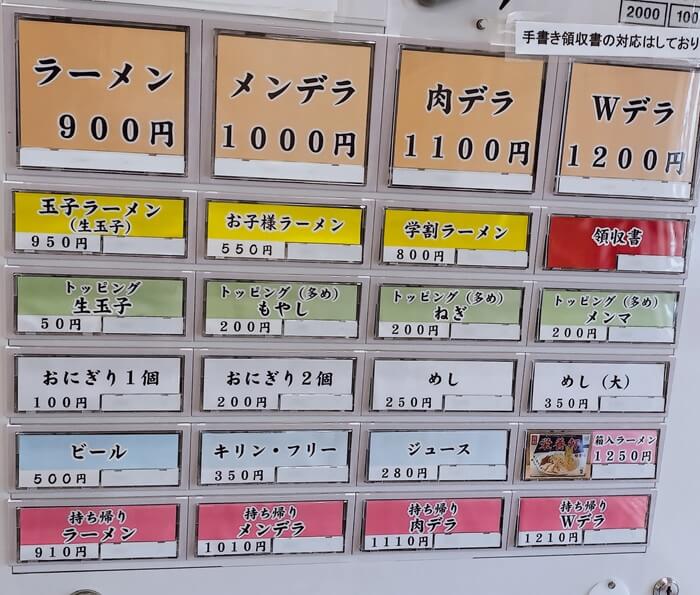 2000 100
手書き領収書の対応はしており
ラーメン
900円
メンデラ
1000円
肉デラ
1100円
Wデラ
1200円
玉子ラーメン
(生玉子)
950円
お子様ラーメン
550円
学割ラーメン
800円
領収書
トッピング
生玉子
50円
トッピング(多め)
もやし
200円
トッピング(多め)
ねぎ
200円
トッピング(多め)
メンマ
200円
おにぎり1個
100円
おにぎり2個
200円
めし
250円
めし(大)
350円
ビール
500円
キリン・フリー
350円
ジュース
280円
箱入ラーメン
1250円
持ち帰り
ラーメン
910円
持ち帰り
メンデラ
1010円
持ち帰り
肉デラ
1110円
持ち帰り
Wデラ
1210円